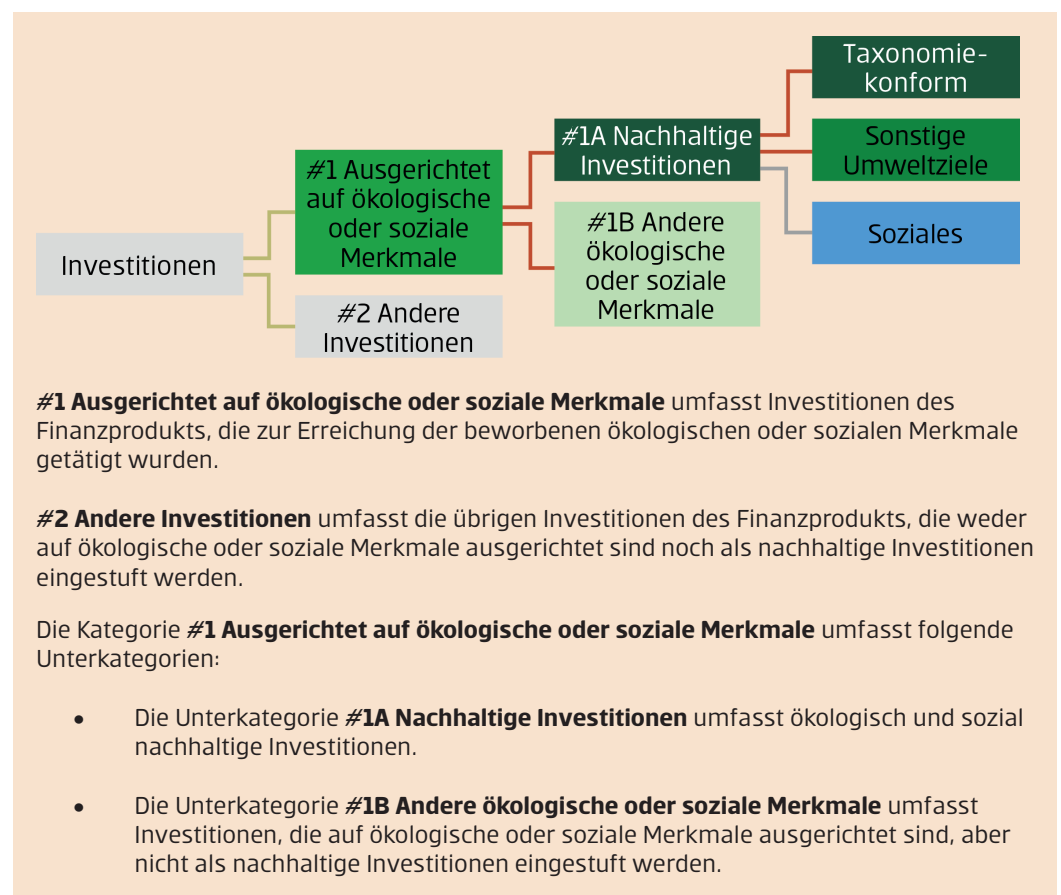 Taxonomie-
konform
#1A Nachhaltige
Investitionen
Sonstige
Umweltziele
#1 Ausgerichtet
auf ökologische
oder soziale
Merkmale
#1B Andere
ökologische
oder soziale
Merkmale
Soziales
Investitionen
#2 Andere
Investitionen
#1 Ausgerichtet auf ökologische oder soziale Merkmale umfasst Investitionen des
Finanzprodukts, die zur Erreichung der beworbenen ökologischen oder sozialen Merkmale
getätigt wurden.
#2 Andere Investitionen umfasst die übrigen Investitionen des Finanzprodukts, die weder
auf ökologische oder soziale Merkmale ausgerichtet sind noch als nachhaltige Investitionen
eingestuft werden.
Die Kategorie #1 Ausgerichtet auf ökologische oder soziale Merkmale umfasst folgende
Unterkategorien:
• Die Unterkategorie #1A Nachhaltige Investitionen umfasst ökologisch und sozial
nachhaltige Investitionen.
• Die Unterkategorie #1B Andere ökologische oder soziale Merkmale umfasst
Investitionen, die auf ökologische oder soziale Merkmale ausgerichtet sind, aber
nicht als nachhaltige Investitionen eingestuft werden.